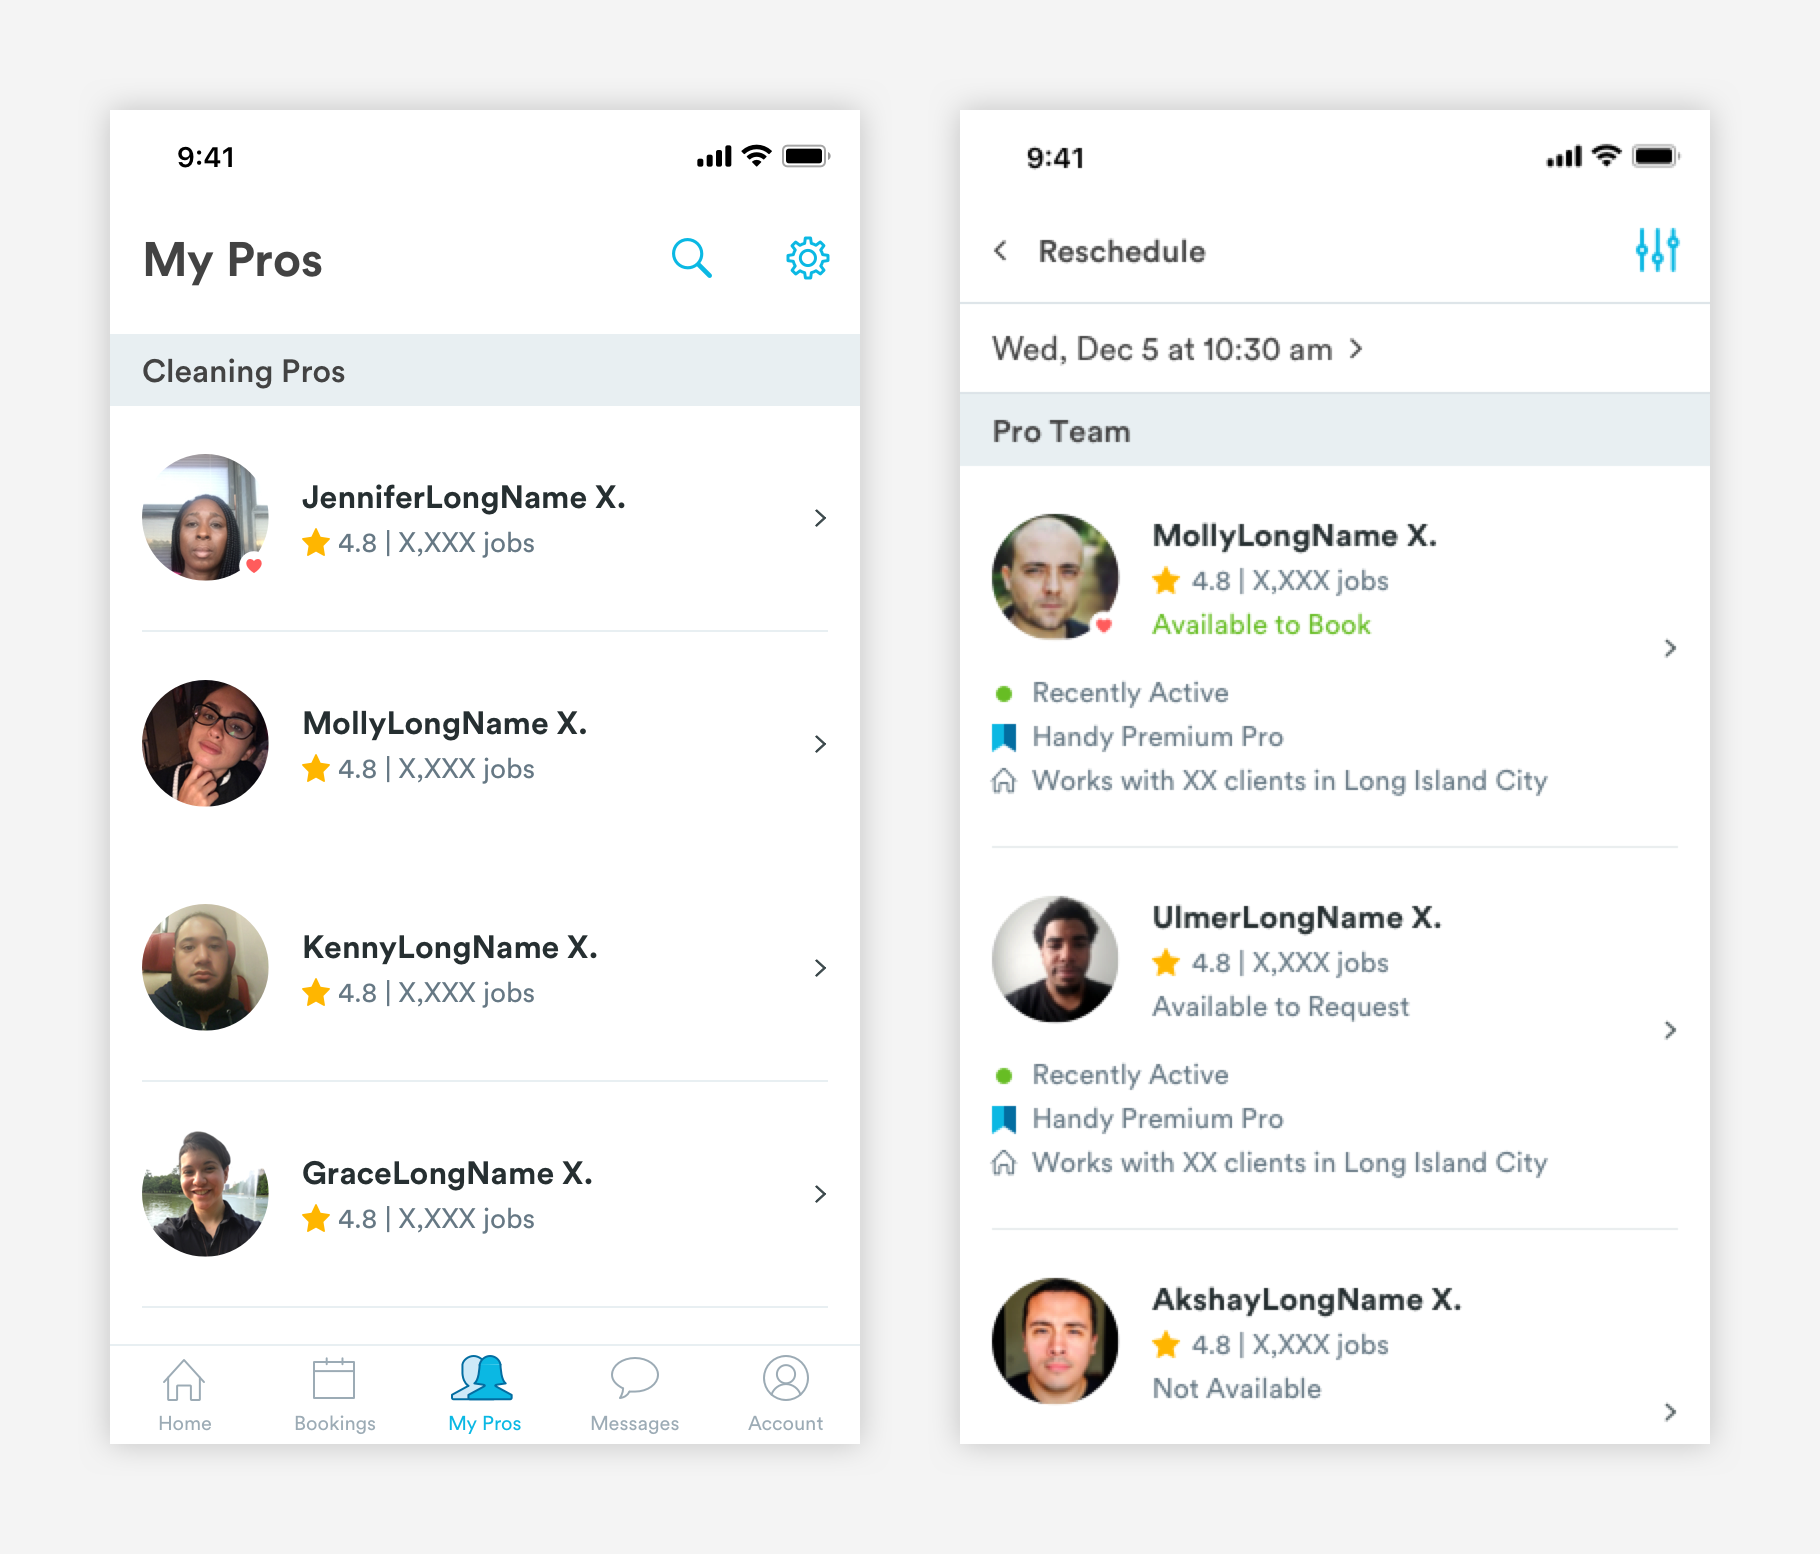 9:41
My Pros
Cleaning Pros
JenniferLongName X.
4.8 | X,XXX jobs
MollyLongName X.
4.8 | X,XXX jobs
KennyLongName X.
4.8 | X,XXX jobs
GraceLongName X.
4.8 | X,XXX jobs
Home
Bookings
My Pros
Messages
Account
9:41
Reschedule
Wed, Dec 5 at 10:30 am
Pro Team
MollyLongName X.
4.8 | X,XXX jobs
Available to Book
Recently Active
Handy Premium Pro
Works with XX clients in Long Island City
UlmerLongName X.
4.8 | X,XXX jobs
Available to Request
Recently Active
Handy Premium Pro
Works with XX clients in Long Island City
AkshayLongName X.
4.8 | X,XXX jobs
Not Available